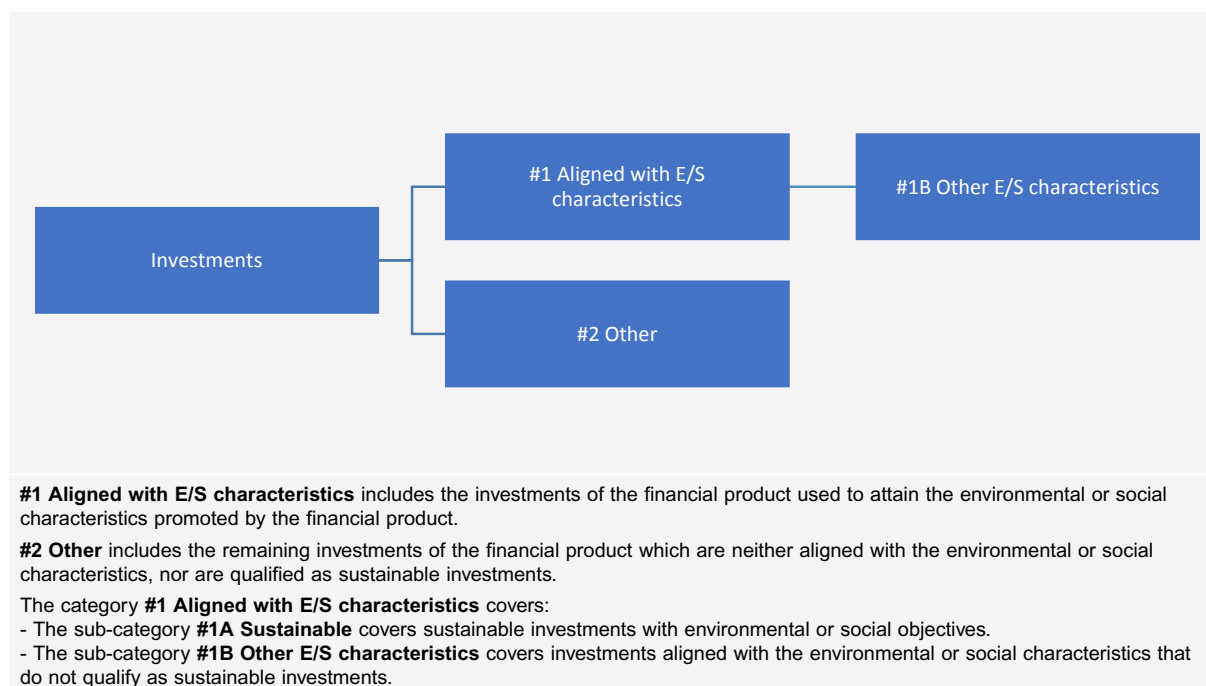 #1 Aligned with E/S
characteristics
#1B Other E/S characteristics
Investments
#2 Other
#1 Aligned with E/S characteristics includes the investments of the financial product used to attain the environmental or social
characteristics promoted by the financial product.
#2 Other includes the remaining investments of the financial product which are neither aligned with the environmental or social
characteristics, nor are qualified as sustainable investments.
The category #1 Aligned with E/S characteristics covers:
- The sub-category #1A Sustainable covers sustainable investments with environmental or social objectives.
- The sub-category #1B Other E/S characteristics covers investments aligned with the environmental or social characteristics that
do not qualify as sustainable investments.